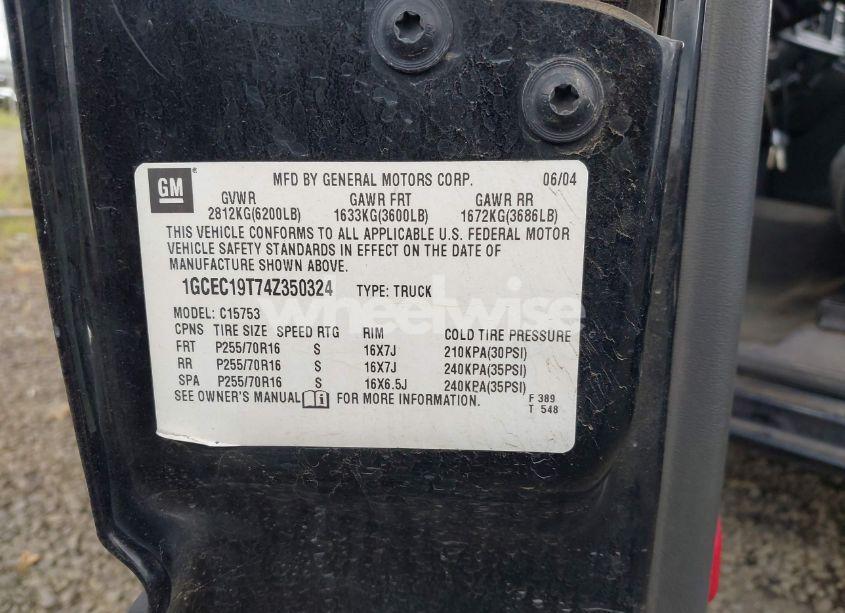 GM ® MFD BY GENERAL MOTORS CORP. 06/04
GVWR GAWR FRT GAWR RR
2812KG(6200LB) 1633KG(3600LB) 1672KG(3686LB)
THIS VEHICLE CONFORMS TO ALL APPLICABLE U.S. FEDERAL MOTOR
VEHICLE SAFETY STANDARDS IN EFFECT ON THE DATE OF
MANUFACTURE SHOWN ABOVE.
1GCEC19T74Z350324 TYPE: TRUCK
MODEL: C15753
CPNS TIRE SIZE SPEED RTG RIM COLD TIRE PRESSURE
FRT P255/70R16 S 16X7J 210KPA(30PSI)
RR P255/70R16 S 16X7J 240KPA(35PSI)
SPA P255/70R16 S 16X6.5J 240KPA(35PSI)
SEE OWNER'S MANUAL FOR MORE INFORMATION.
F 389
T 548
wheelwise